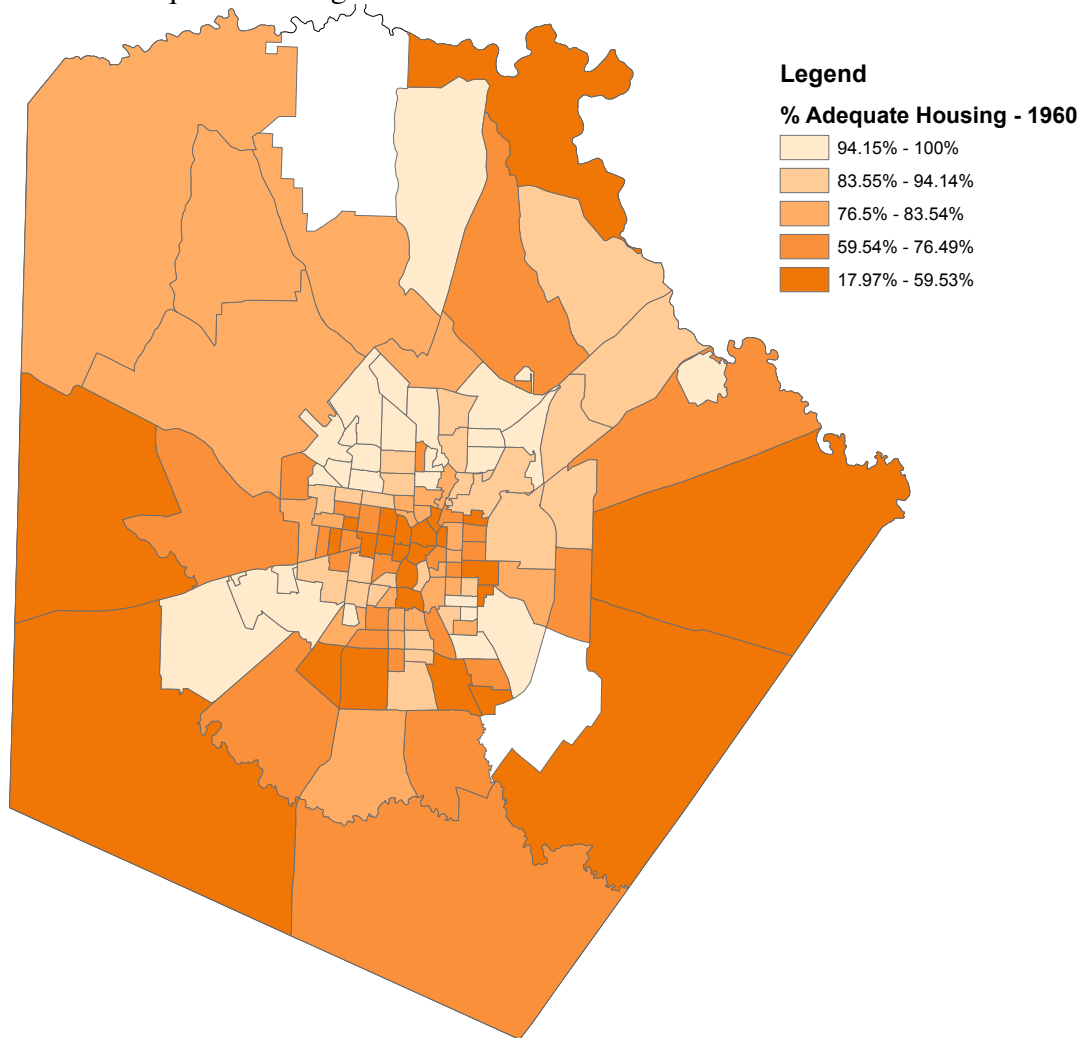 Legend
% Adequate Housing - 1960
94.15% - 100%
83.55% - 94.14%
76.5% - 83.54%
59.54% - 76.49%
17.97% - 59.53%